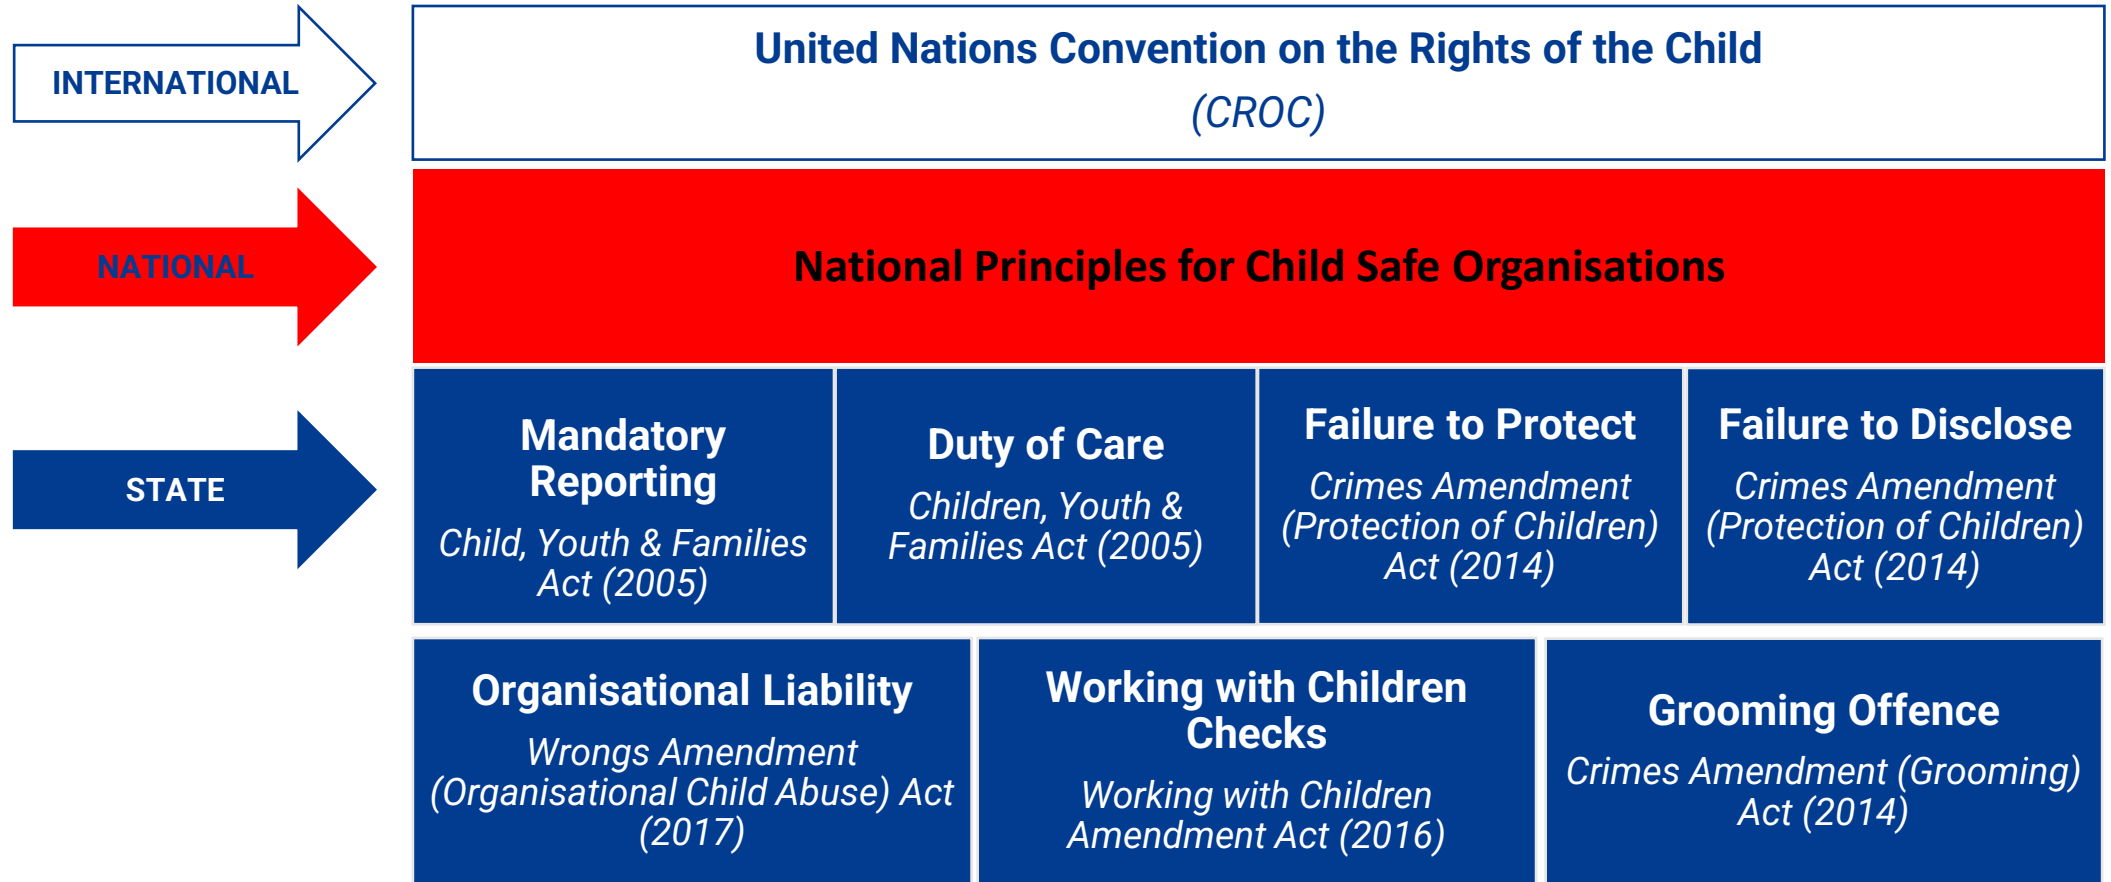 INTERNATIONAL
United Nations Convention on the Rights of the Child
(CROC)
NATIONAL
National Principles for Child Safe Organisations
STATE
Mandatory
Reporting
Child, Youth & Families
Act (2005)
Duty of Care
Children, Youth &
Families Act (2005)
Failure to Protect
Crimes Amendment
(Protection of Children)
Act (2014)
Failure to Disclose
Crimes Amendment
(Protection of Children)
Act (2014)
Organisational Liability
Wrongs Amendment
(Organisational Child Abuse) Act
(2017)
Working with Children
Checks
Working with Children
Amendment Act (2016)
Grooming Offence
Crimes Amendment (Grooming)
Act (2014)